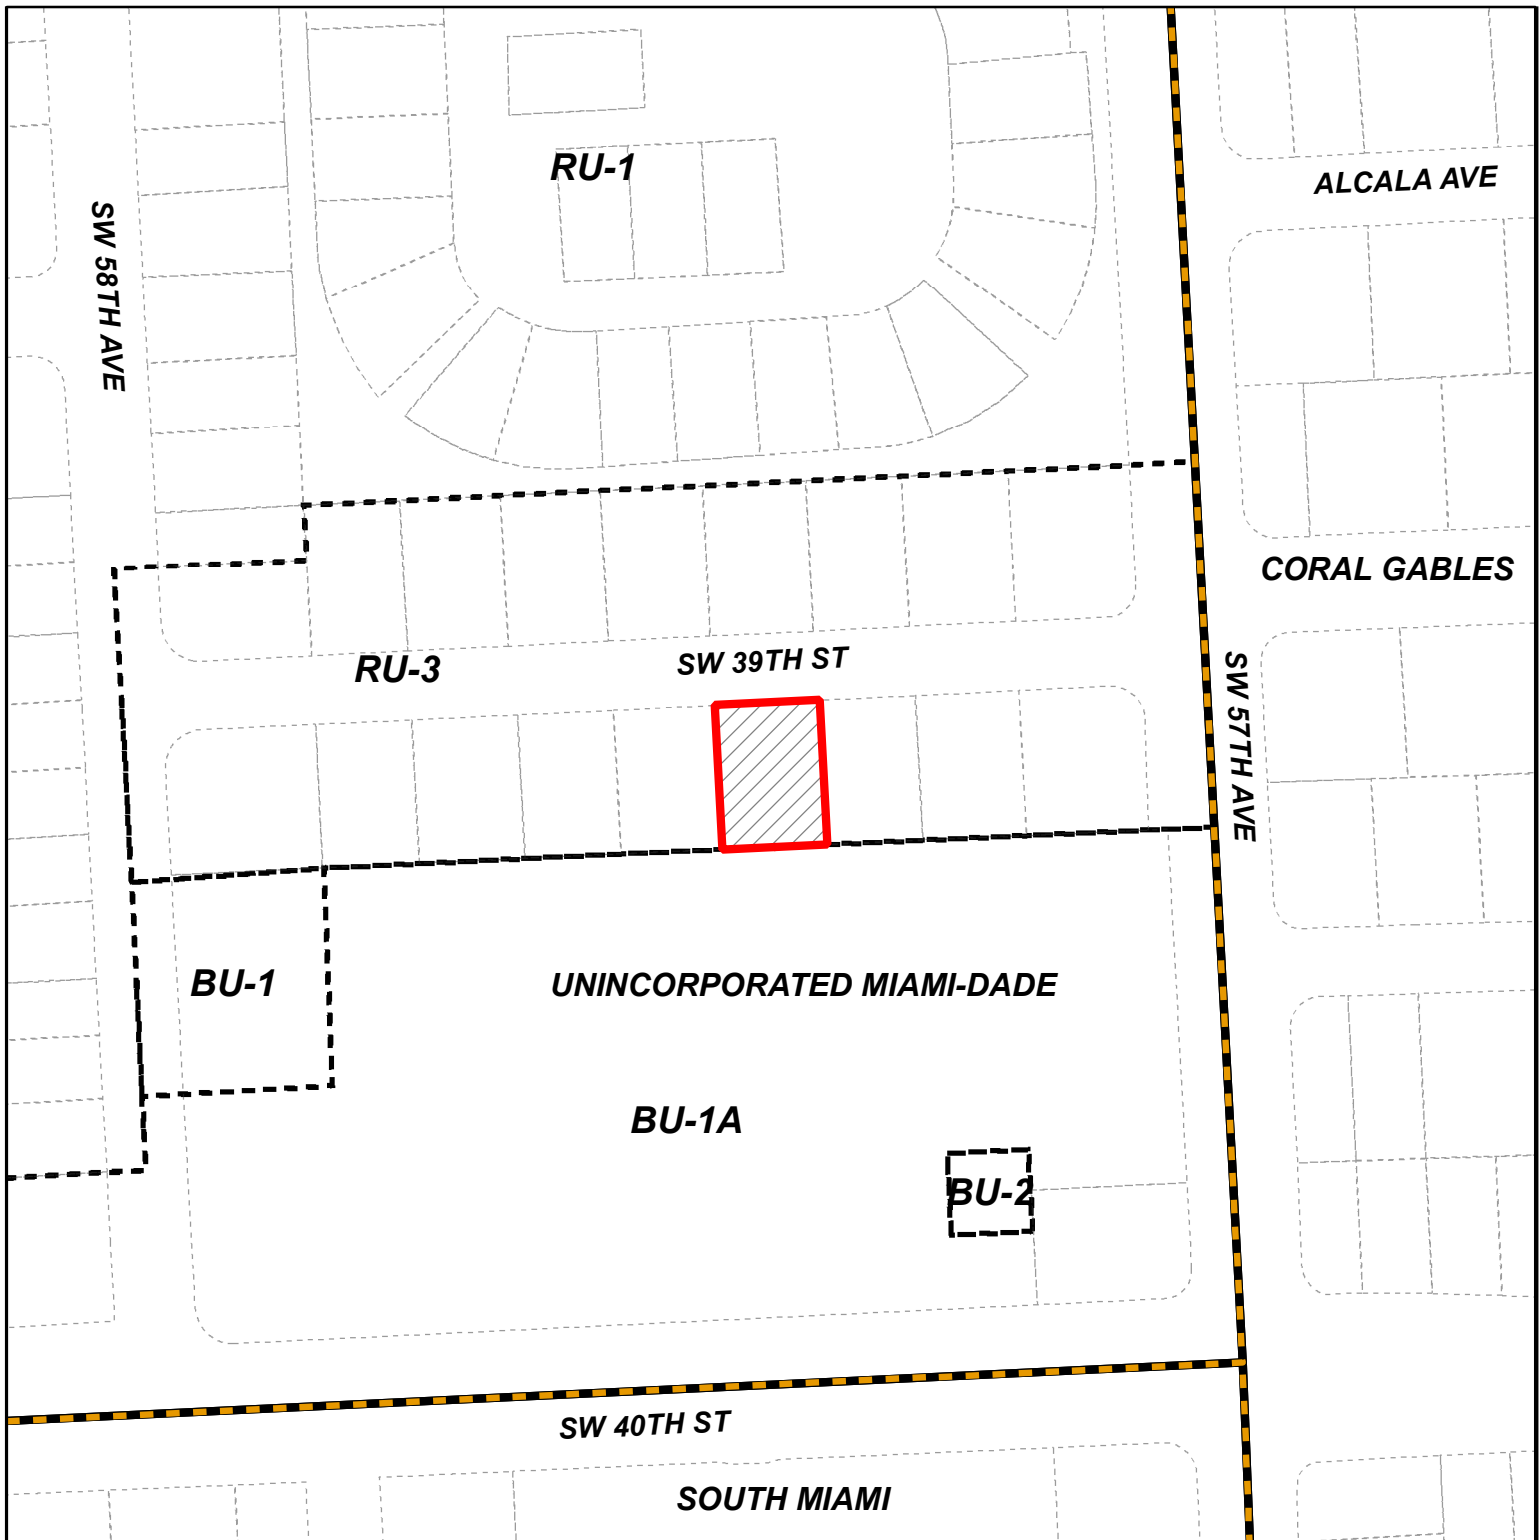 RU-1
ALCALA AVE
SW 58TH AVE
CORAL GABLES
SW 39TH ST
RU-3
SW 57TH AVE
BU-1
UNINCORPORATED MIAMI-DADE
BU-1A
BU-2
SW 40TH ST
SOUTH MIAMI